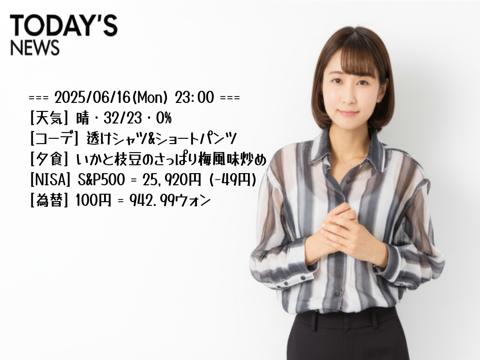 TODAY'S
NEWS
=== 2025/06/16(Mon) 23:00 ===
[天気] 晴・32/23・0%
[コーデ] 透けシャツ&ショートパンツ
[夕食] いかと枝豆のさっぱり梅風味炒め
[NISA] S&P500 = 25,920円 (-49円)
[為替] 100円 = 942.99ウォン